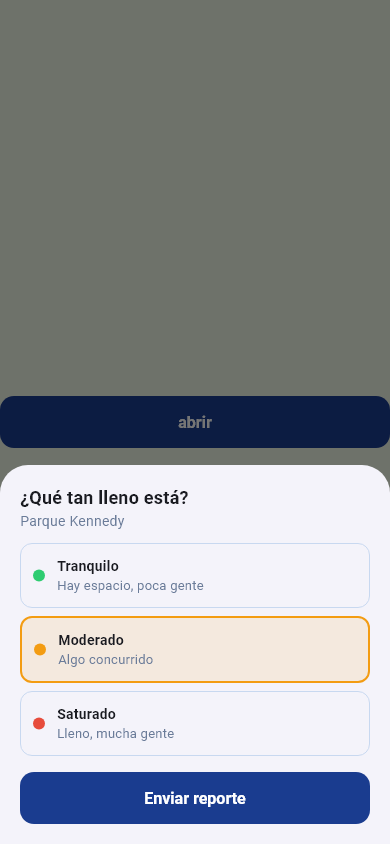 abrir
¿Qué tan lleno está?
Parque Kennedy
Tranquilo
Hay espacio, poca gente
Moderado
Algo concurrido
Saturado
Lleno, mucha gente
Enviar reporte